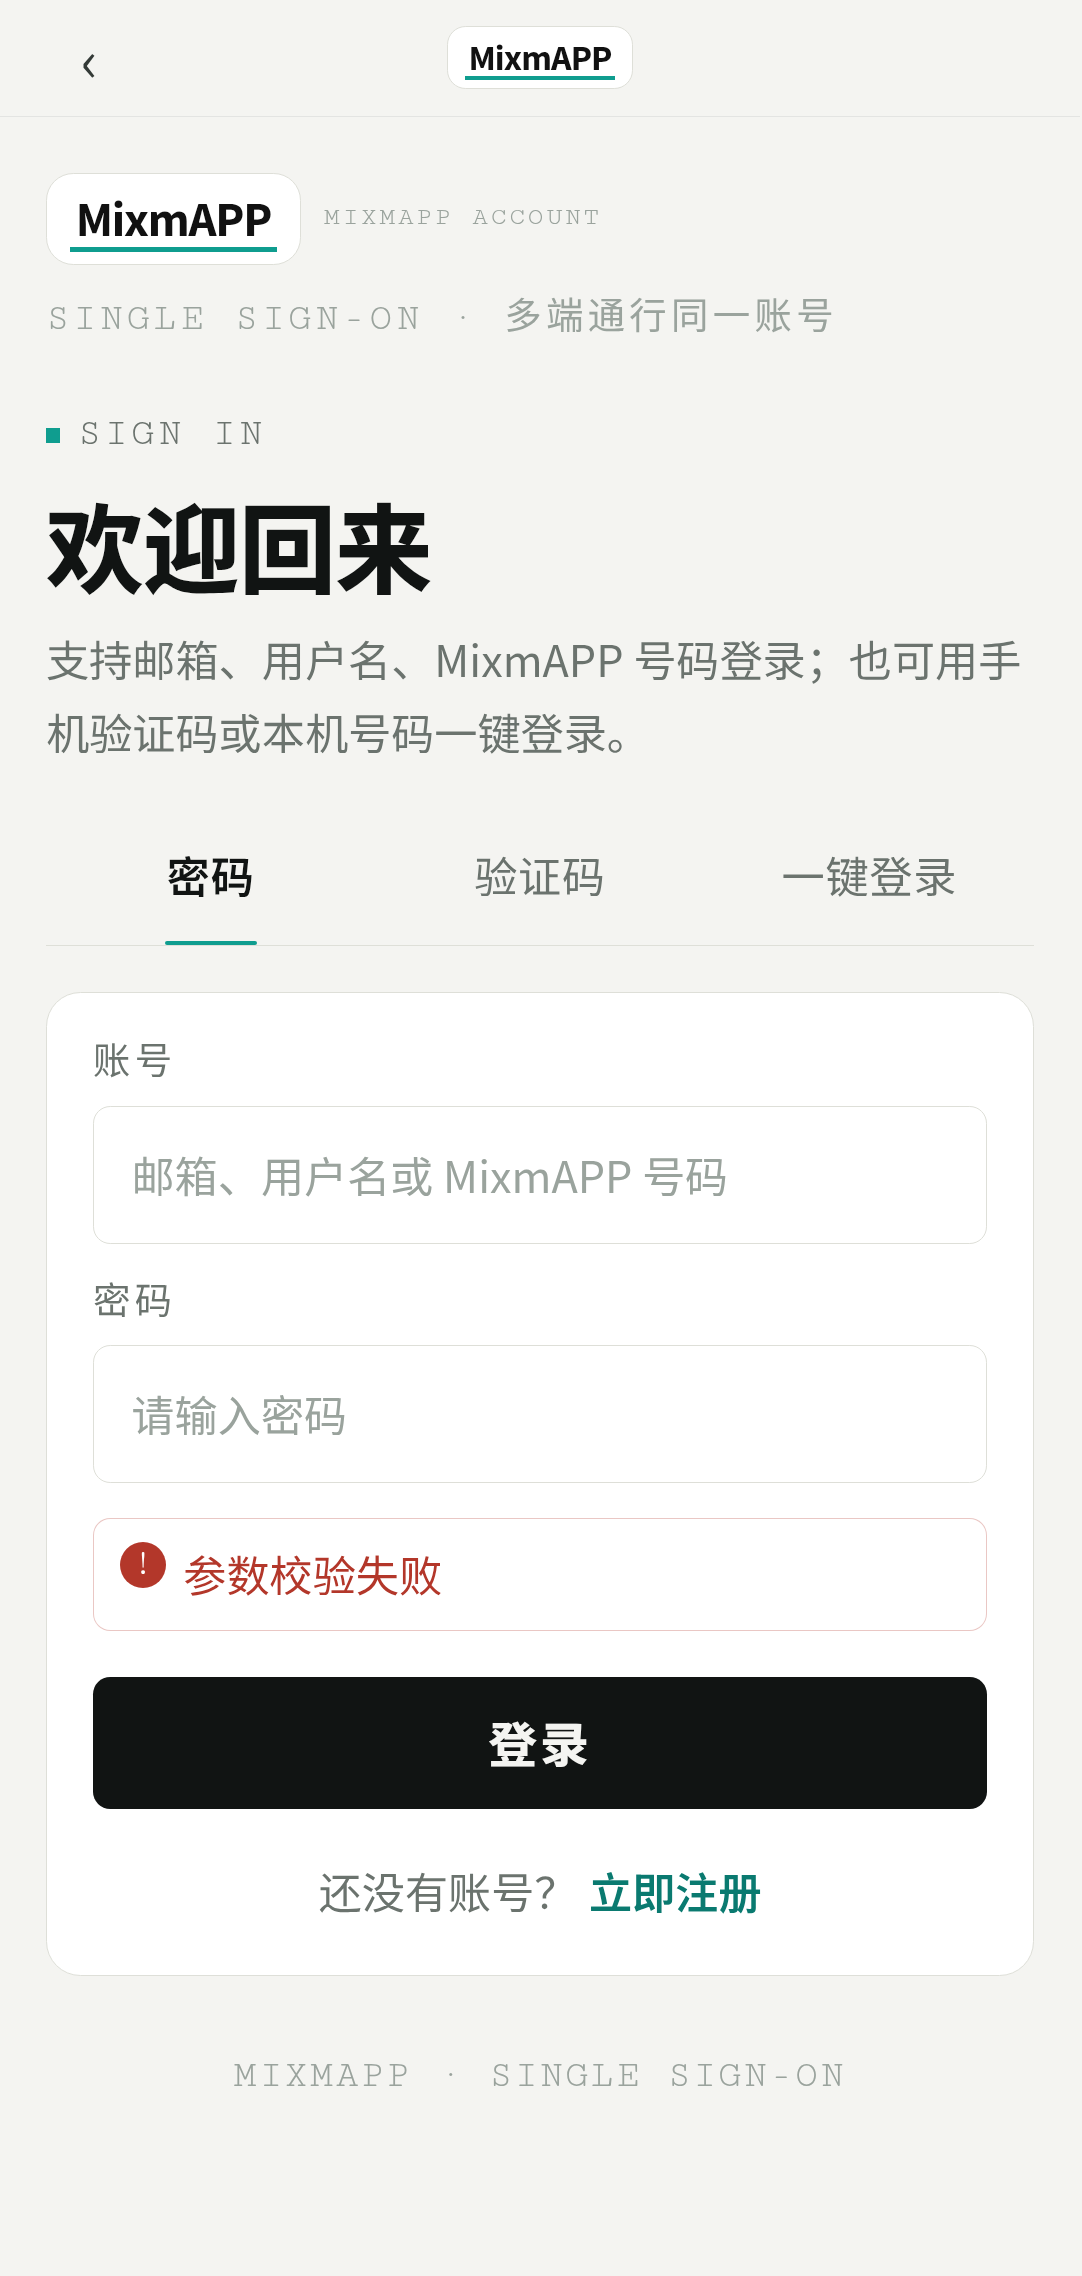 ‹
MixmAPP
MixmAPP MIXMAPP ACCOUNT
SINGLE SIGN-ON · 多端通行同一账号
SIGN IN
欢迎回来
支持邮箱、用户名、MixmAPP 号码登录；也可用手
机验证码或本机号码一键登录。
密码 验证码 一键登录
账号
邮箱、用户名或 MixmAPP 号码
密码
请输入密码
! 参数校验失败
登录
还没有账号？ 立即注册
MIXMAPP · SINGLE SIGN-ON